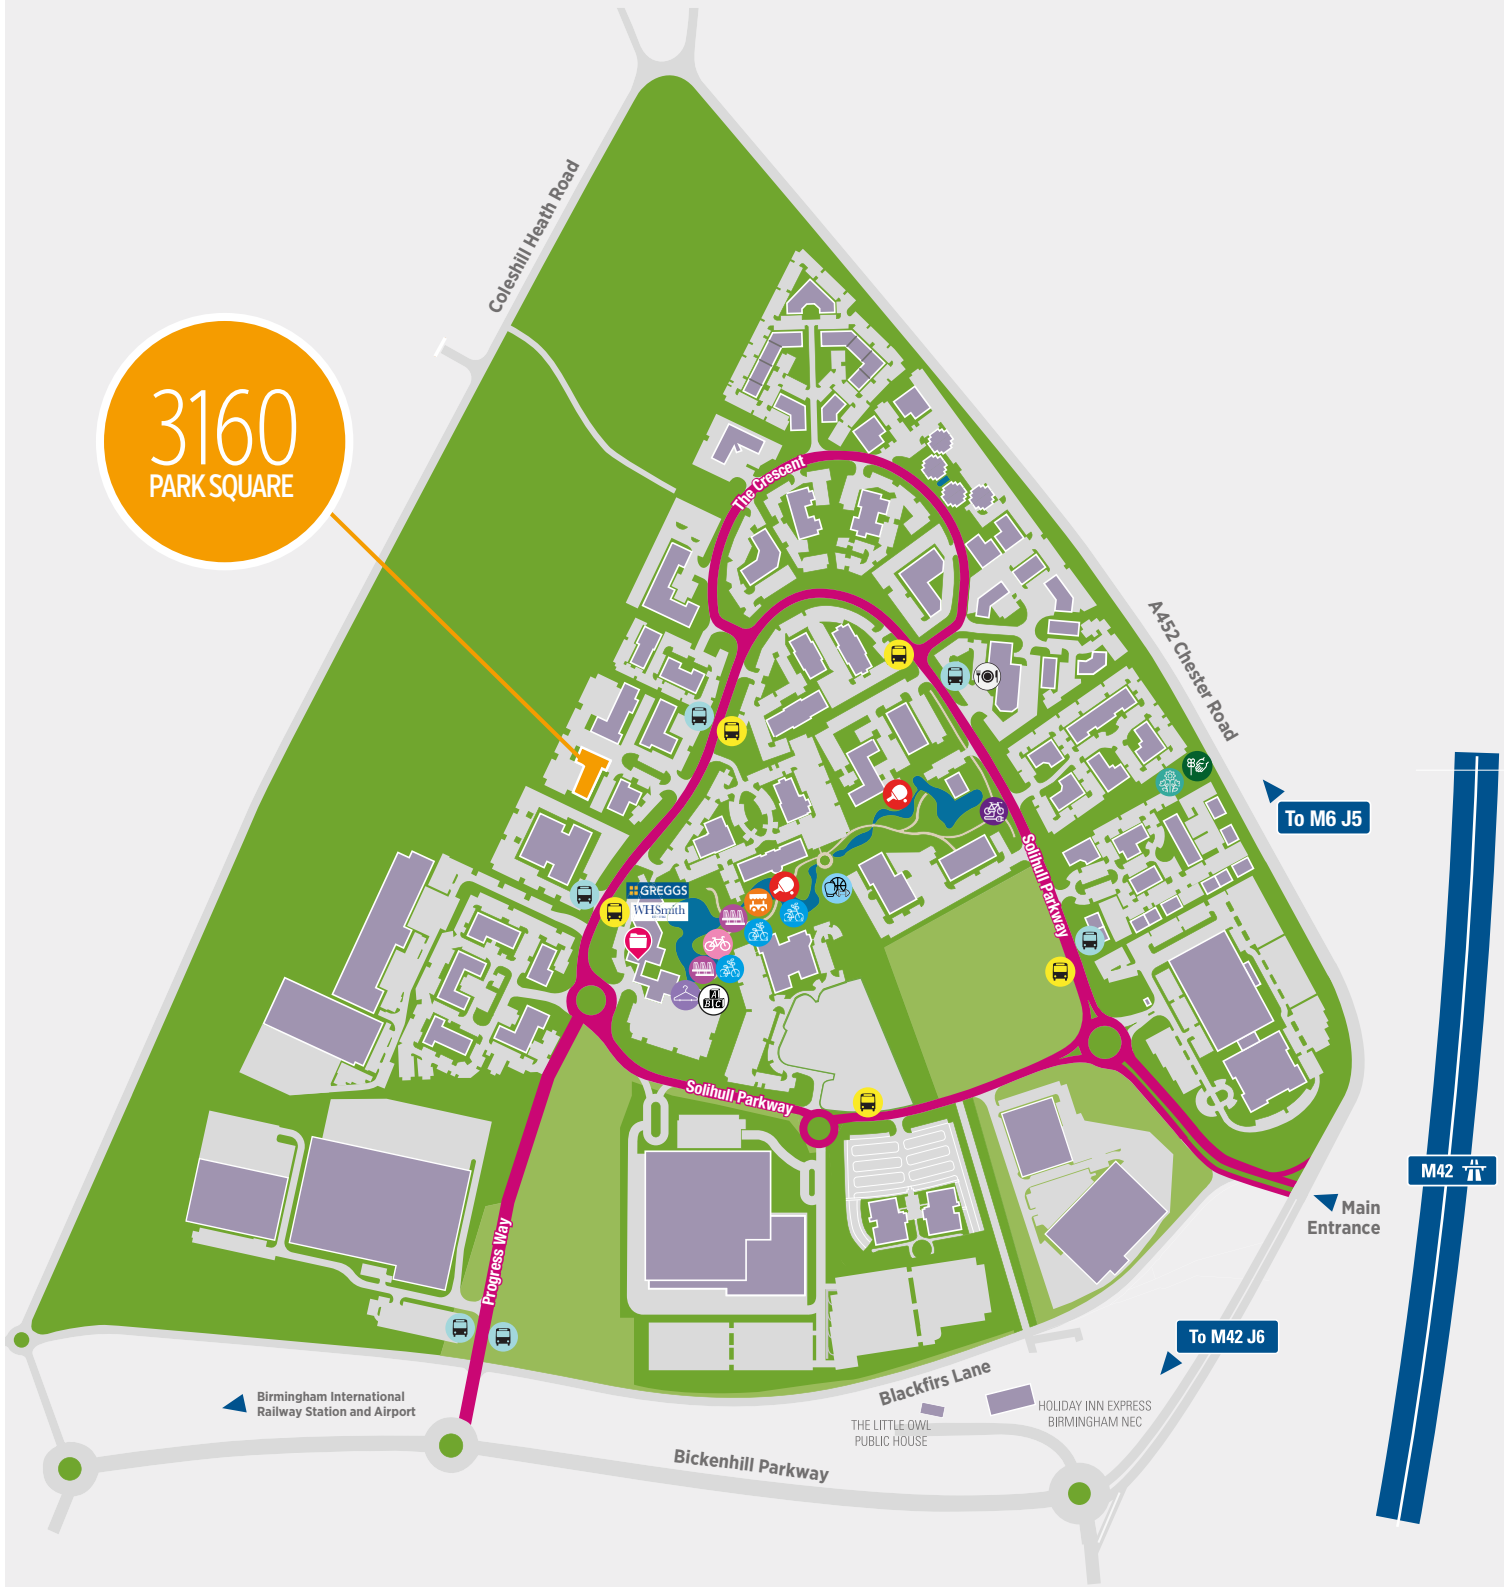 Coleshill Heath Road
3160
PARK SQUARE
The Crescent
A452 Chester Road
To M6 J5
Solihull Parkway
GREGGS
WHSmith
A
B C
Solihull Parkway
M42
Main
Entrance
Progress Way
To M42 J6
Blackfirs Lane
Birmingham International
Railway Station and Airport
HOLIDAY INN EXPRESS
BIRMINGHAM NEC
THE LITTLE OWL
PUBLIC HOUSE
Bickenhill Parkway